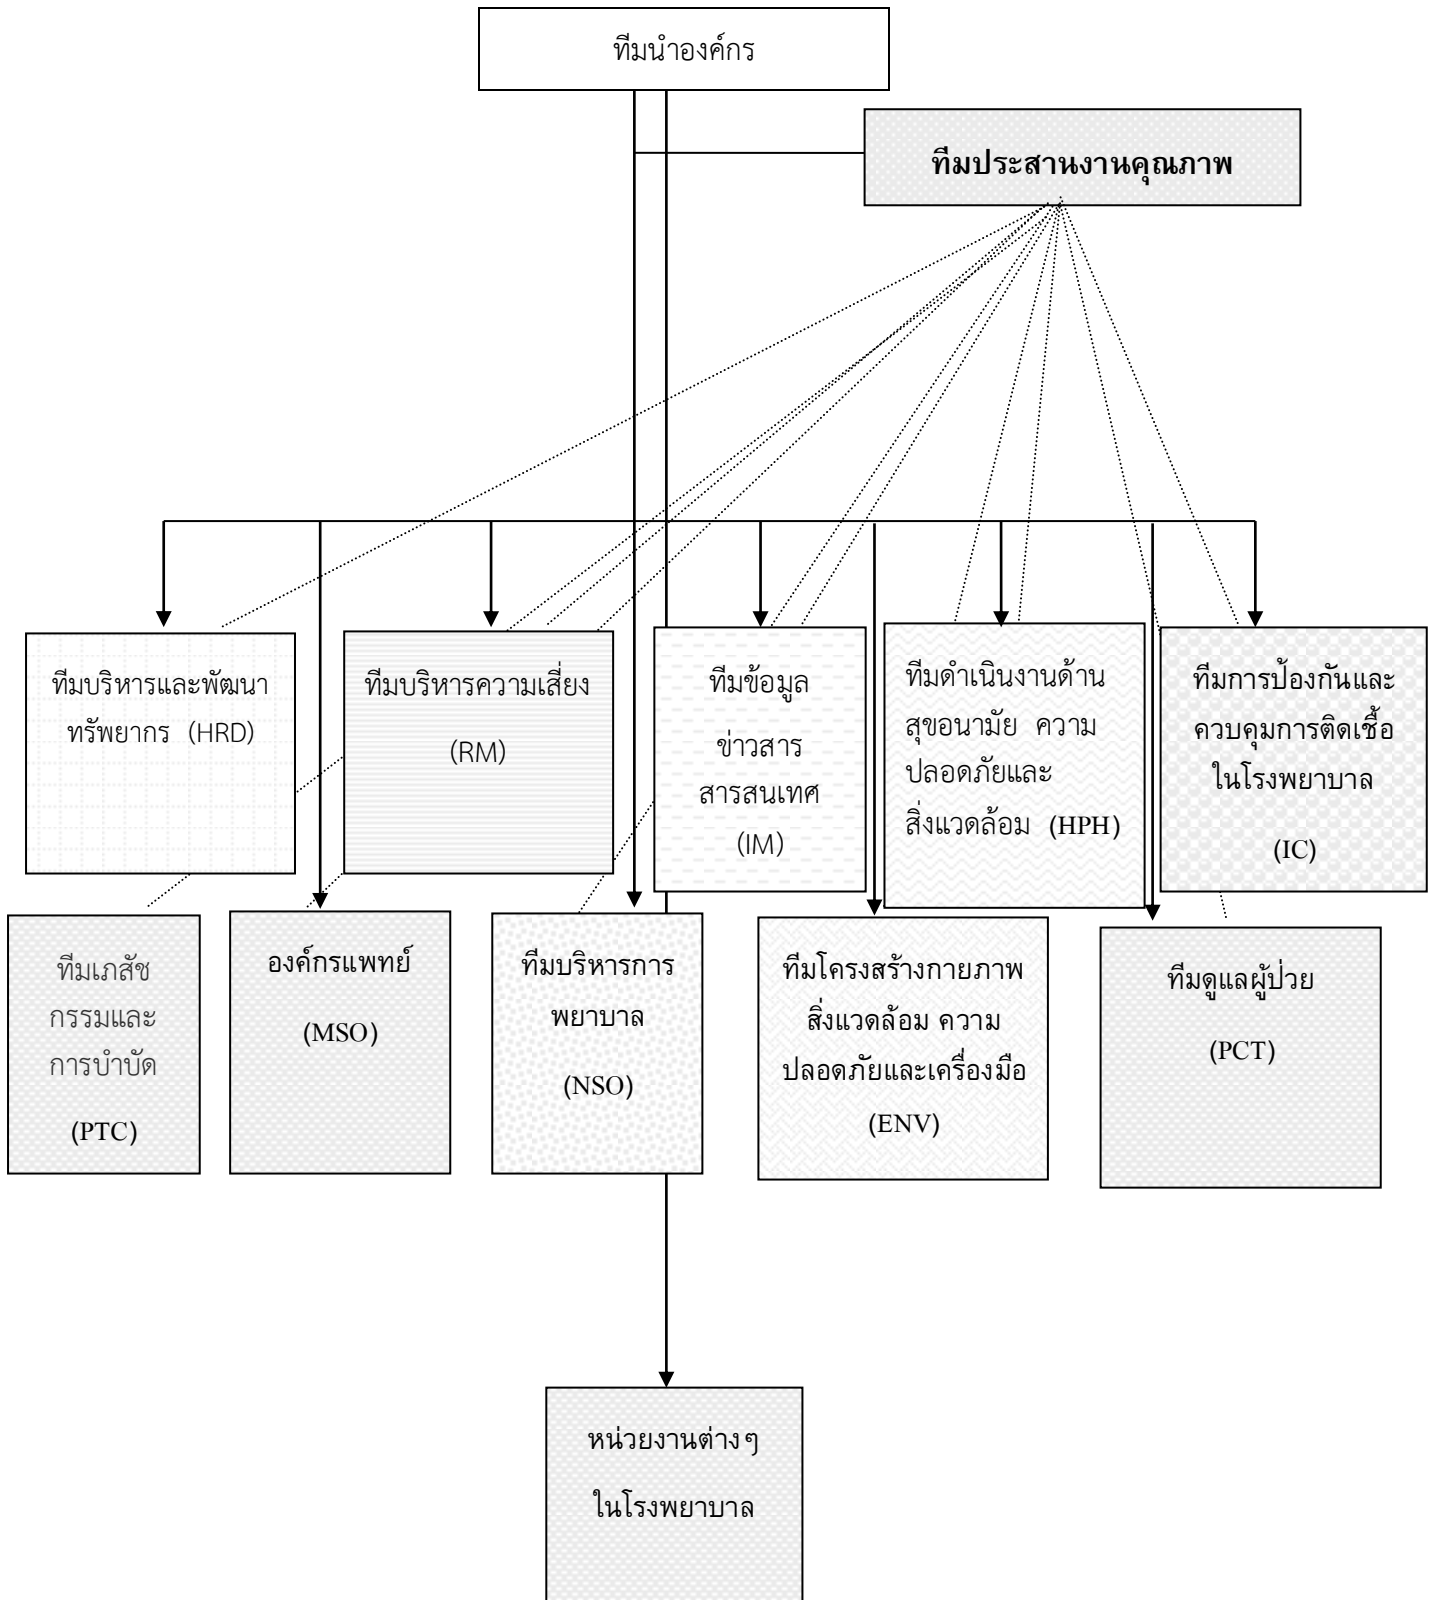 ทีมนำองค์กร
ทีมประสานงานคุณภาพ
ทีมบริหารและพัฒนา
ทรัพยากร (HRD)
ทีมบริหารความเสี่ยง
(RM)
ทีมข้อมูล
ข่าวสาร
สารสนเทศ
(IM)
ทีมดำเนินงานด้าน
สุขอนามัย ความ
ปลอดภัยและ
สิ่งแวดล้อม (HPH)
ทีมการป้องกันและ
ควบคุมการติดเชื้อ
ในโรงพยาบาล
(IC)
ทีมเภสัช
กรรมและ
การบำบัด
(PTC)
องค์กรแพทย์
(MSO)
ทีมบริหารการ
พยาบาล
(NSO)
ทีมโครงสร้างกายภาพ
สิ่งแวดล้อม ความ
ปลอดภัยและเครื่องมือ
(ENV)
ทีมดูแลผู้ป่วย
(PCT)
หน่วยงานต่างๆ
ในโรงพยาบาล